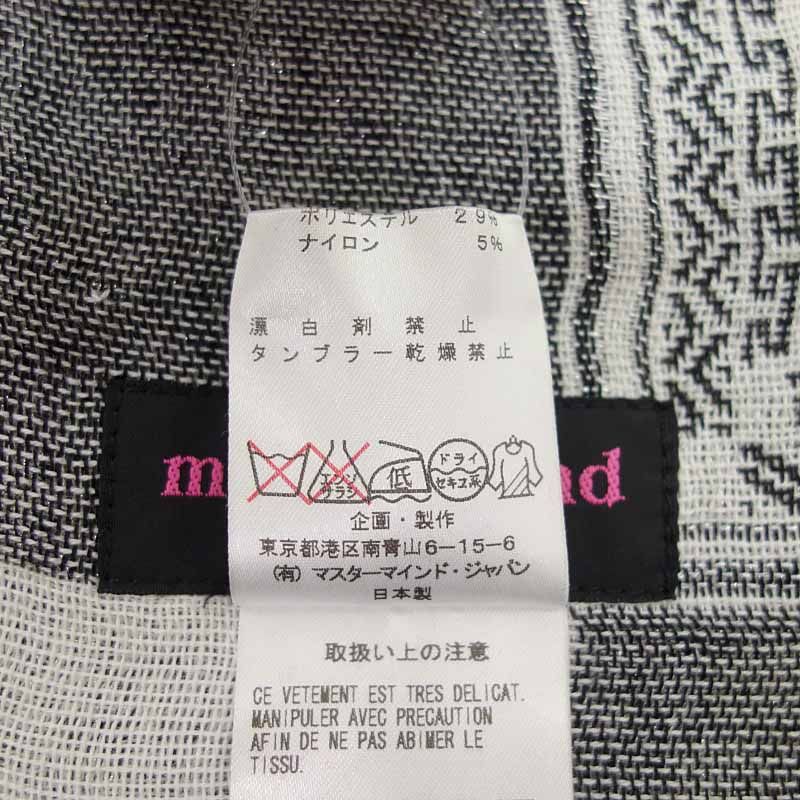 ポリエステル 29%
ナイロン 5%
漂白剤禁止
タンブラー乾燥禁止
m nd
エンソ
サラシ
低
ドライ
セキユ系
企画・製作
東京都港区南青山6-15-6
(有) マスターマインド・ジャパン
日本製
取扱い上の注意
CE VETEMENT EST TRES DELICAT.
MANIPULER AVEC PRECAUTION
AFIN DE NE PAS ABIMER LE
TISSU.